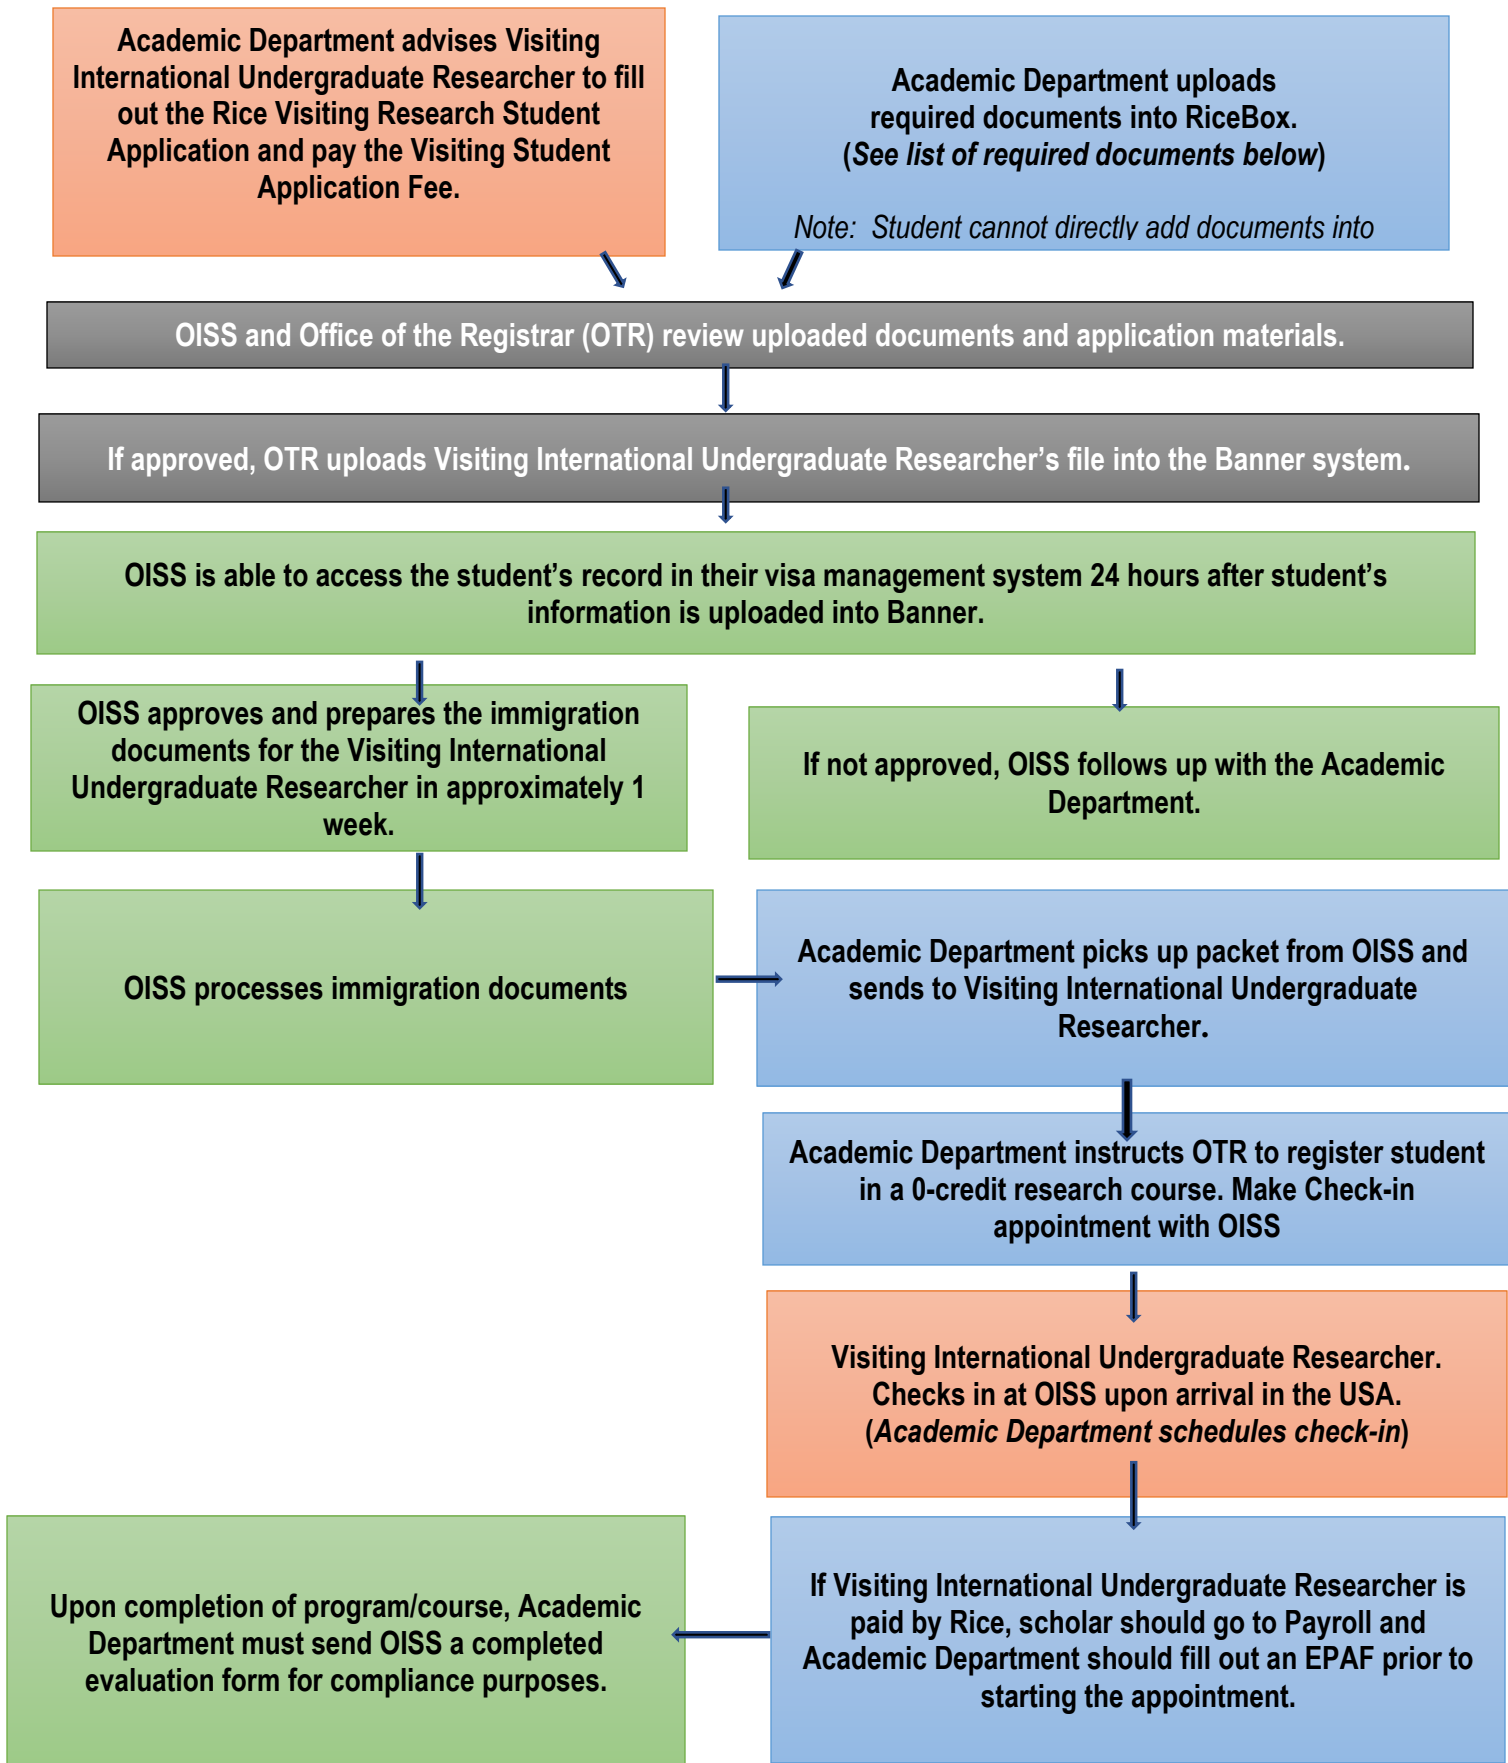 Academic Department advises Visiting
International Undergraduate Researcher to fill
out the Rice Visiting Research Student
Application and pay the Visiting Student
Application Fee.
Academic Department uploads
required documents into RiceBox.
(See list of required documents below)
Note:  Student cannot directly add documents into
OISS and Office of the Registrar (OTR) review uploaded documents and application materials.
If approved, OTR uploads Visiting International Undergraduate Researcher’s file into the Banner system.
OISS is able to access the student’s record in their visa management system 24 hours after student’s
information is uploaded into Banner.
OISS approves and prepares the immigration
documents for the Visiting International
Undergraduate Researcher in approximately 1
week.
If not approved, OISS follows up with the Academic
Department.
OISS processes immigration documents
Academic Department picks up packet from OISS and
sends to Visiting International Undergraduate
Researcher.
Academic Department instructs OTR to register student
in a 0-credit research course. Make Check-in
appointment with OISS
Visiting International Undergraduate Researcher.
Checks in at OISS upon arrival in the USA.
(Academic Department schedules check-in)
If Visiting International Undergraduate Researcher is
paid by Rice, scholar should go to Payroll and
Academic Department should fill out an EPAF prior to
starting the appointment.
Upon completion of program/course, Academic
Department must send OISS a completed
evaluation form for compliance purposes.